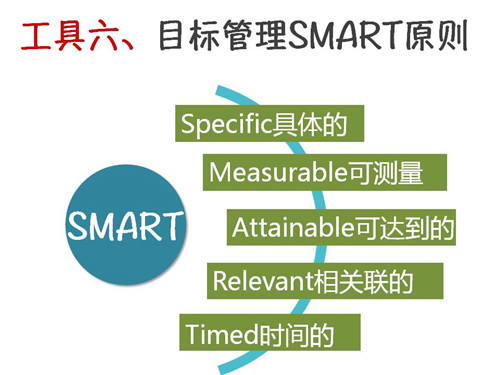 工具六、目标管理SMART原则
Specific具体的
Measurable可测量
SMART
Attainable可达到的
Relevant相关联的
Timed时间的